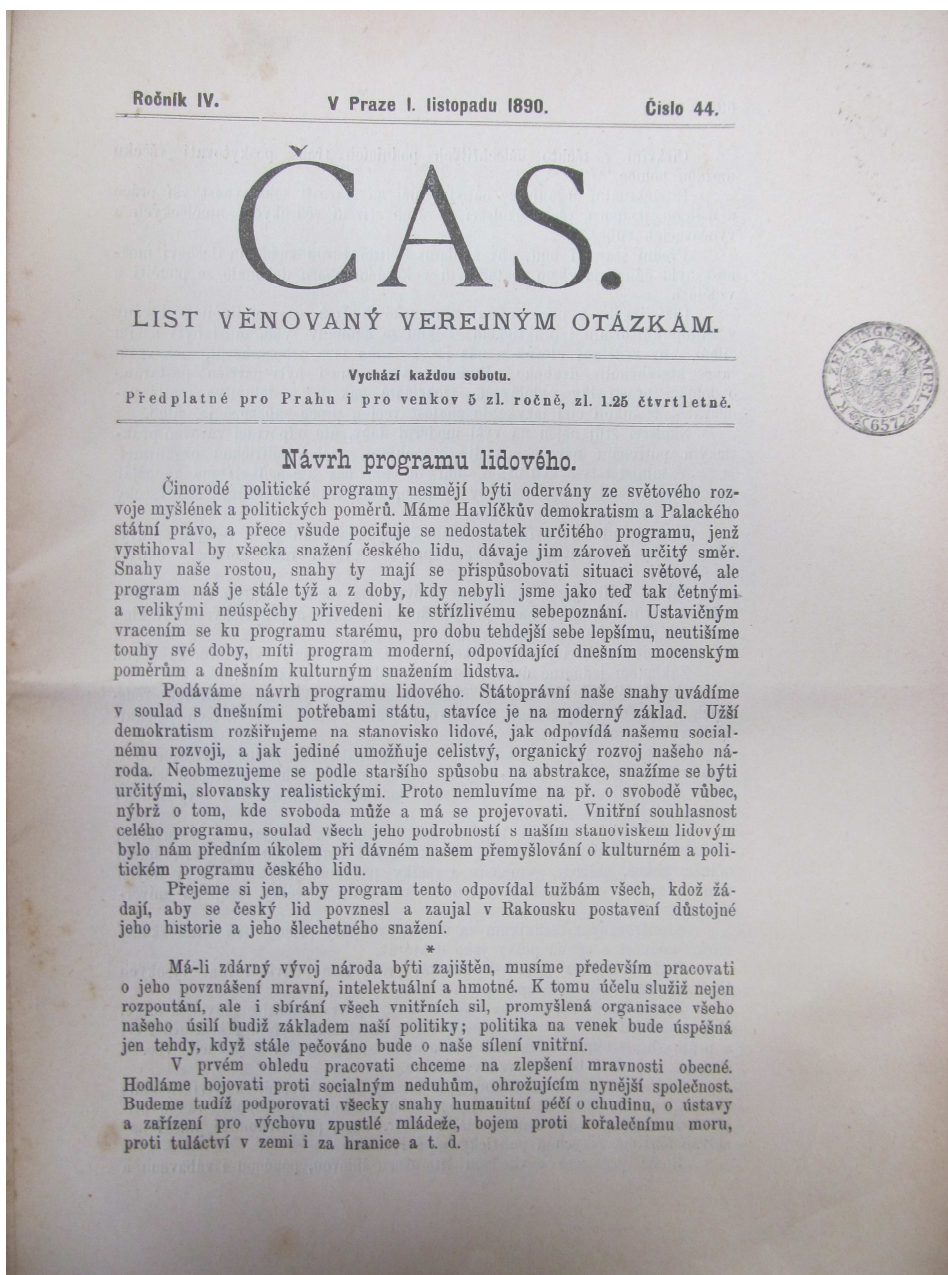 Ročník IV. V Praze 1. listopadu 1890. Číslo 44.
ČAS.
LIST VĚNOVANÝ VEREJNÝM OTÁZKÁM.
Vychází každou sobotu.
Předplatné pro Prahu i pro venkov 5 zl. ročně, zl. 1.25 čtvrtletně.
K. K. ZEITUNGS-STEMPEL
6572
Návrh programu lidového.
Činorodé politické programy nesmějí býti odervány ze světového roz-
voje myšlének a politických poměrů. Máme Havlíčkův demokratism a Palackého
státní právo, a přece všude pociťuje se nedostatek určitého programu, jenž
vystihoval by všecka snažení českého lidu, dávaje jim zároveň určitý směr.
Snahy naše rostou, snahy ty mají se přispůsobovati situaci světové, ale
program náš je stále týž a z doby, kdy nebyli jsme jako teď tak četnými
a velikými neúspěchy přivedeni ke střízlivému sebepoznání. Ustavičným
vracením se ku programu starému, pro dobu tehdejší sebe lepšímu, neutišíme
touhy své doby, míti program moderní, odpovídající dnešním mocenským
poměrům a dnešním kulturným snažením lidstva.
Podáváme návrh programu lidového. Státoprávní naše snahy uvádíme
v soulad s dnešními potřebami státu, stavíce je na moderný základ. Užší
demokratism rozšiřujeme na stanovisko lidové, jak odpovídá našemu social-
nému rozvoji, a jak jediné umožňuje celistvý, organický rozvoj našeho ná-
roda. Neobmezujeme se podle staršího spůsobu na abstrakce, snažíme se býti
určitými, slovansky realistickými. Proto nemluvíme na př. o svobodě vůbec,
nýbrž o tom, kde svoboda může a má se projevovati. Vnitřní souhlasnost
celého programu, soulad všech jeho podrobností s naším stanoviskem lidovým
bylo nám předním úkolem při dávném našem přemyšlování o kulturném a poli-
tickém programu českého lidu.
Přejeme si jen, aby program tento odpovídal tužbám všech, kdož žá-
dají, aby se český lid povznesl a zaujal v Rakousku postavení důstojné
jeho historie a jeho šlechetného snažení.
*
Má-li zdárný vývoj národa býti zajištěn, musíme především pracovati
o jeho povznášení mravní, intelektuální a hmotné. K tomu účelu služiž nejen
rozpoutání, ale i sbírání všech vnitřních sil, promyšlená organisace všeho
našeho úsilí budiž základem naší politiky; politika na venek bude úspěšná
jen tehdy, když stále pečováno bude o naše sílení vnitřní.
V prvém ohledu pracovati chceme na zlepšení mravnosti obecné.
Hodláme bojovati proti socialným neduhům, ohrožujícím nynější společnost.
Budeme tudíž podporovati všecky snahy humanitní péčí o chudinu, o ústavy
a zařízení pro výchovu zpustlé mládeže, bojem proti kořalečnímu moru,
proti tuláctví v zemi i za hranice a t. d.